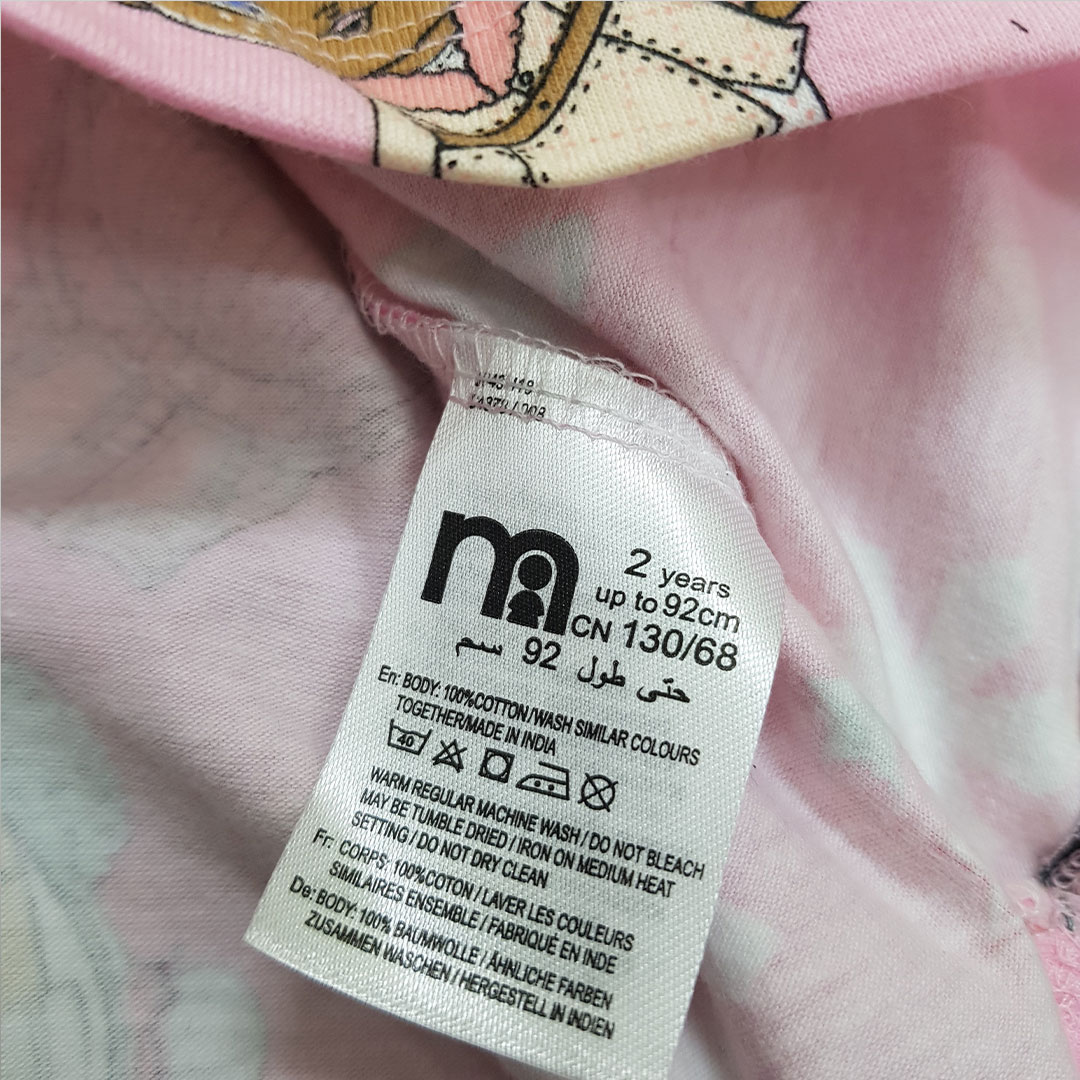 m
2 years
up to 92cm
CN 130/68
حتى طول 92 سم
En: BODY: 100%COTTON/WASH SIMILAR COLOURS
TOGETHER/MADE IN INDIA
40
WARM REGULAR MACHINE WASH / DO NOT BLEACH
MAY BE TUMBLE DRIED / IRON ON MEDIUM HEAT
SETTING / DO NOT DRY CLEAN
Fr: CORPS: 100%COTON / LAVER LES COULEURS
SIMILAIRES ENSEMBLE / FABRIQUÉ EN INDE
De: BODY: 100% BAUMWOLLE / ÄHNLICHE FARBEN
ZUSAMMEN WASCHEN / HERGESTELL IN INDIEN